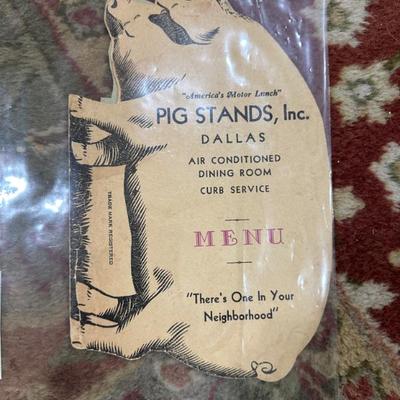 "America's Motor Lunch"
PIG STANDS, Inc.
DALLAS
AIR CONDITIONED
DINING ROOM
CURB SERVICE
MENU
"There's One In Your
Neighborhood"
TRADE MARK REGISTERED